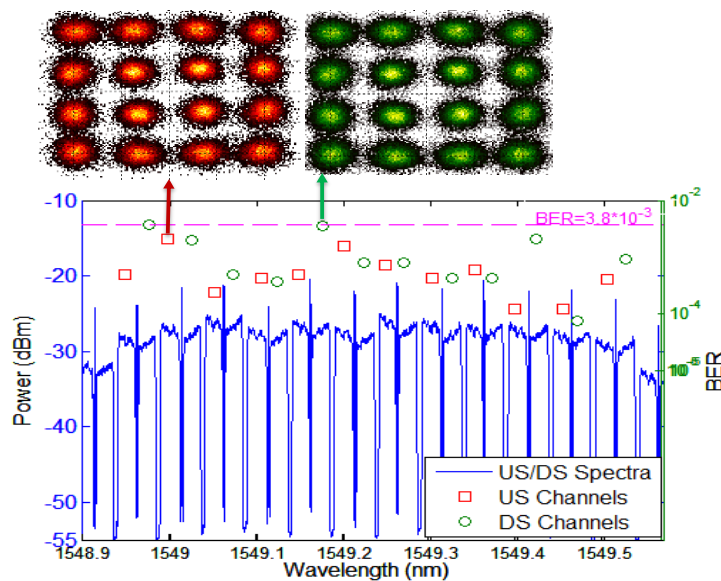 -10
10-2
BER=3.8*10-3
-20
10-4
-30
-40
-50
-55
Power (dBm)
BER
US/DS Spectra
US Channels
DS Channels
1548.9 1549 1549.1 1549.2 1549.3 1549.4 1549.5
Wavelength (nm)